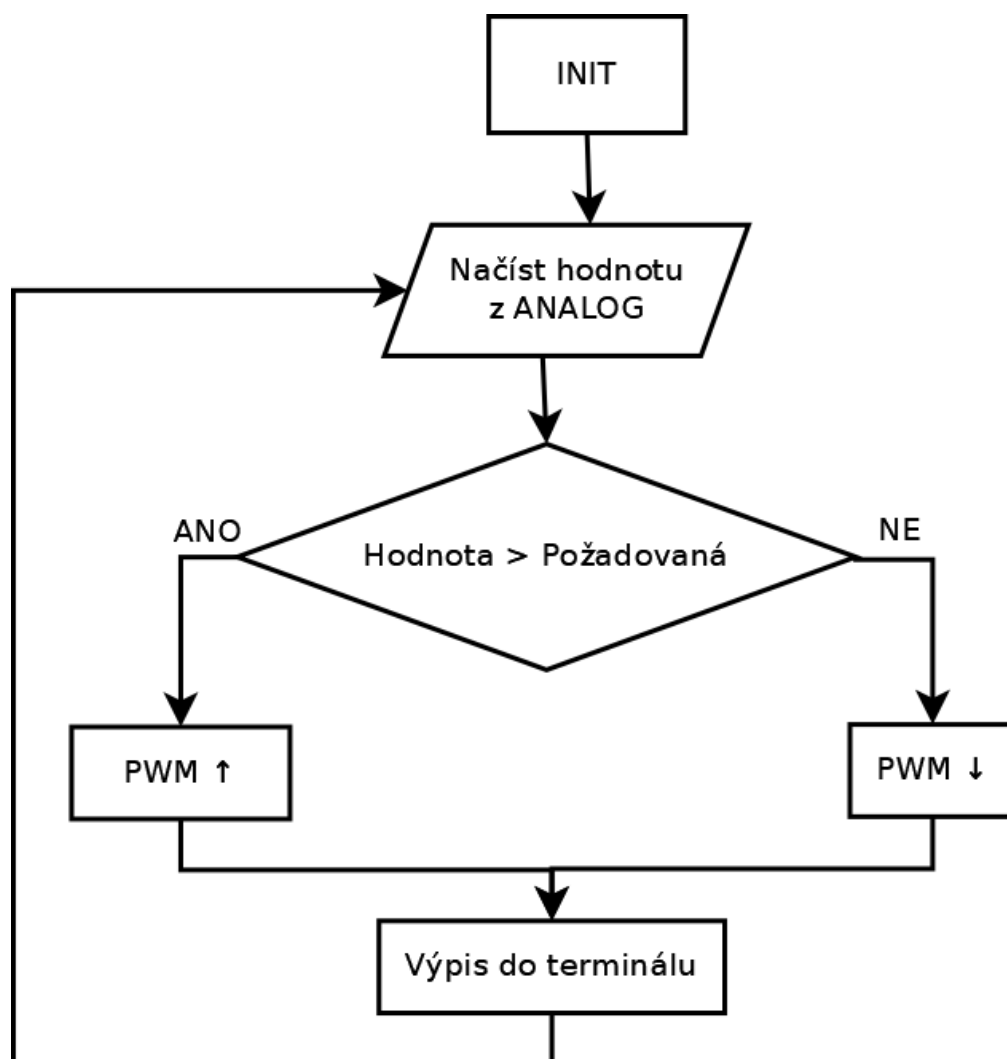 INIT
Načíst hodnotu
z ANALOG
ANO
NE
Hodnota > Požadovaná
PWM ↑
PWM ↓
Výpis do terminálu